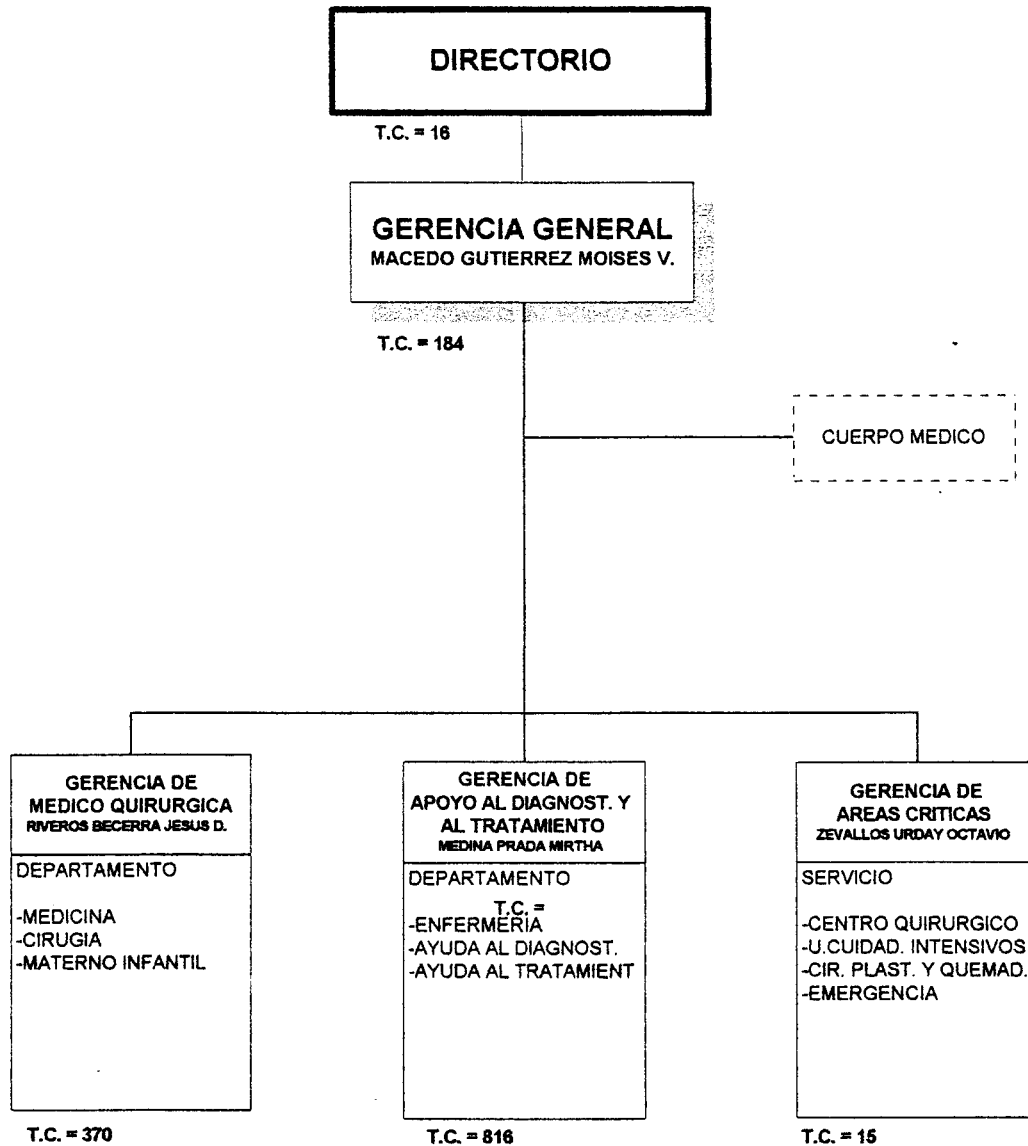 DIRECTORIO
T.C. = 16
GERENCIA GENERAL
MACEDO GUTIERREZ MOISES V.
T.C. = 184
CUERPO MEDICO
GERENCIA DE
MEDICO QUIRURGICA
RIVEROS BECERRA JESUS D.
DEPARTAMENTO
-MEDICINA
-CIRUGIA
-MATERNO INFANTIL
T.C. = 370
GERENCIA DE
APOYO AL DIAGNOST. Y
AL TRATAMIENTO
MEDINA PRADA MIRTHA
DEPARTAMENTO
T.C. =
-ENFERMERIA
-AYUDA AL DIAGNOST.
-AYUDA AL TRATAMIENT
T.C. = 816
GERENCIA DE
AREAS CRITICAS
ZEVALLOS URDAY OCTAVIO
SERVICIO
-CENTRO QUIRURGICO
-U.CUIDAD. INTENSIVOS
-CIR. PLAST. Y QUEMAD.
-EMERGENCIA
T.C. = 15